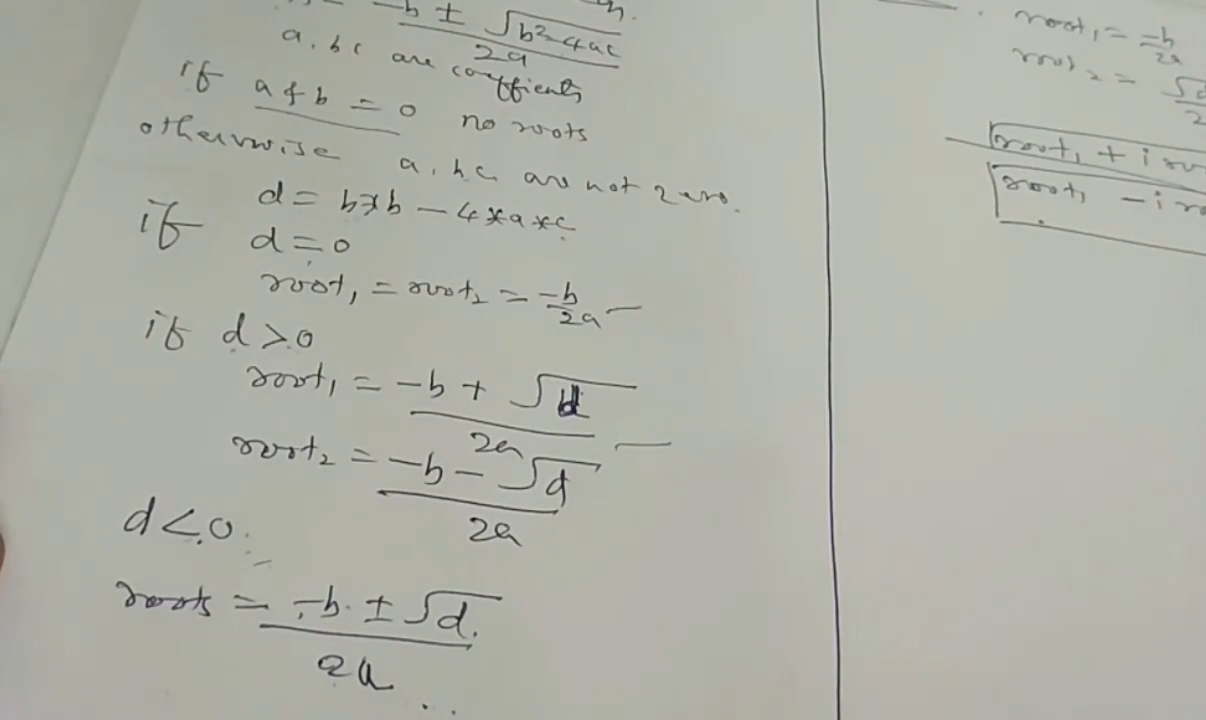 -b ± √b²-4ac
2a
a, b c are coefficients
if a & b = 0 no roots
otherwise a, b c are not zero.
d = b*b - 4*a*c
if d = 0
root₁ = root₂ = -b/2a
if d > 0
root₁ = -b + √d
2a
root₂ = -b - √d
2a
d < 0
roots = -b ± √d
2a
root₁ = -b/2a
root₂ =
root₁ + i
root₁ - i